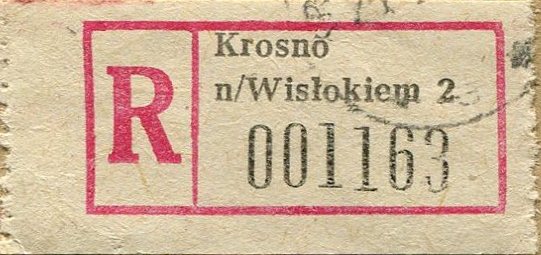 R
Krosno
n/Wisłokiem 2
001163